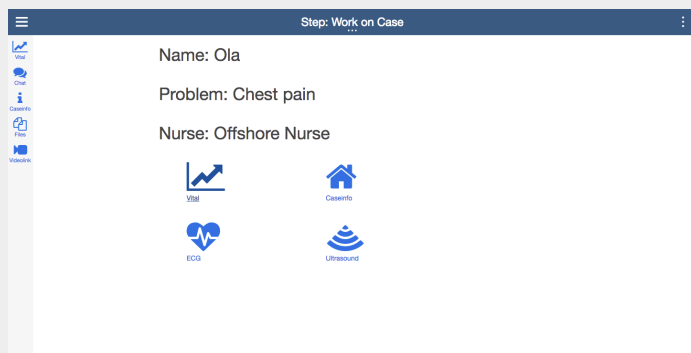 Step: Work on Case
Vital
Chat
Caseinfo
Files
Videolink
Name: Ola
Problem: Chest pain
Nurse: Offshore Nurse
Vital
Caseinfo
ECG
Ultrasound